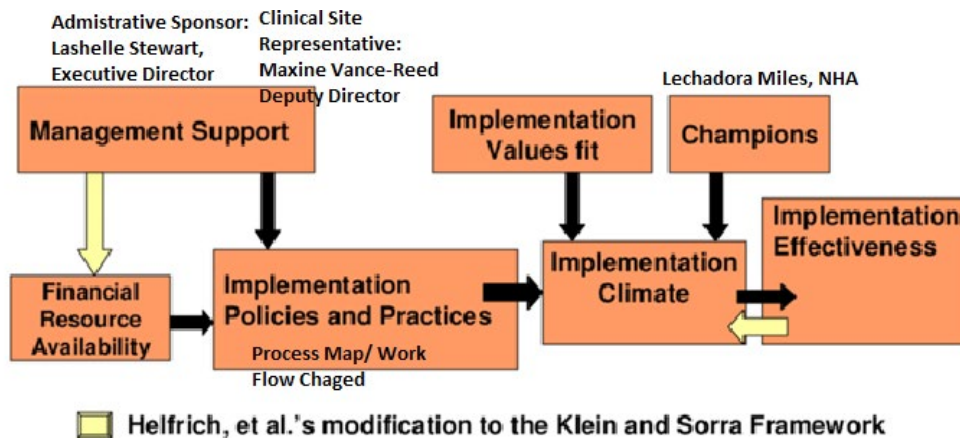 Admistrative Sponsor:
Lashelle Stewart,
Executive Director
Clinical Site
Representative:
Maxine Vance-Reed
Deputy Director
Lechadora Miles, NHA
Management Support
Implementation
Values fit
Champions
Financial
Resource
Availability
Implementation
Policies and Practices
Process Map/ Work
Flow Chaged
Implementation
Climate
Implementation
Effectiveness
Helfrich, et al.'s modification to the Klein and Sorra Framework